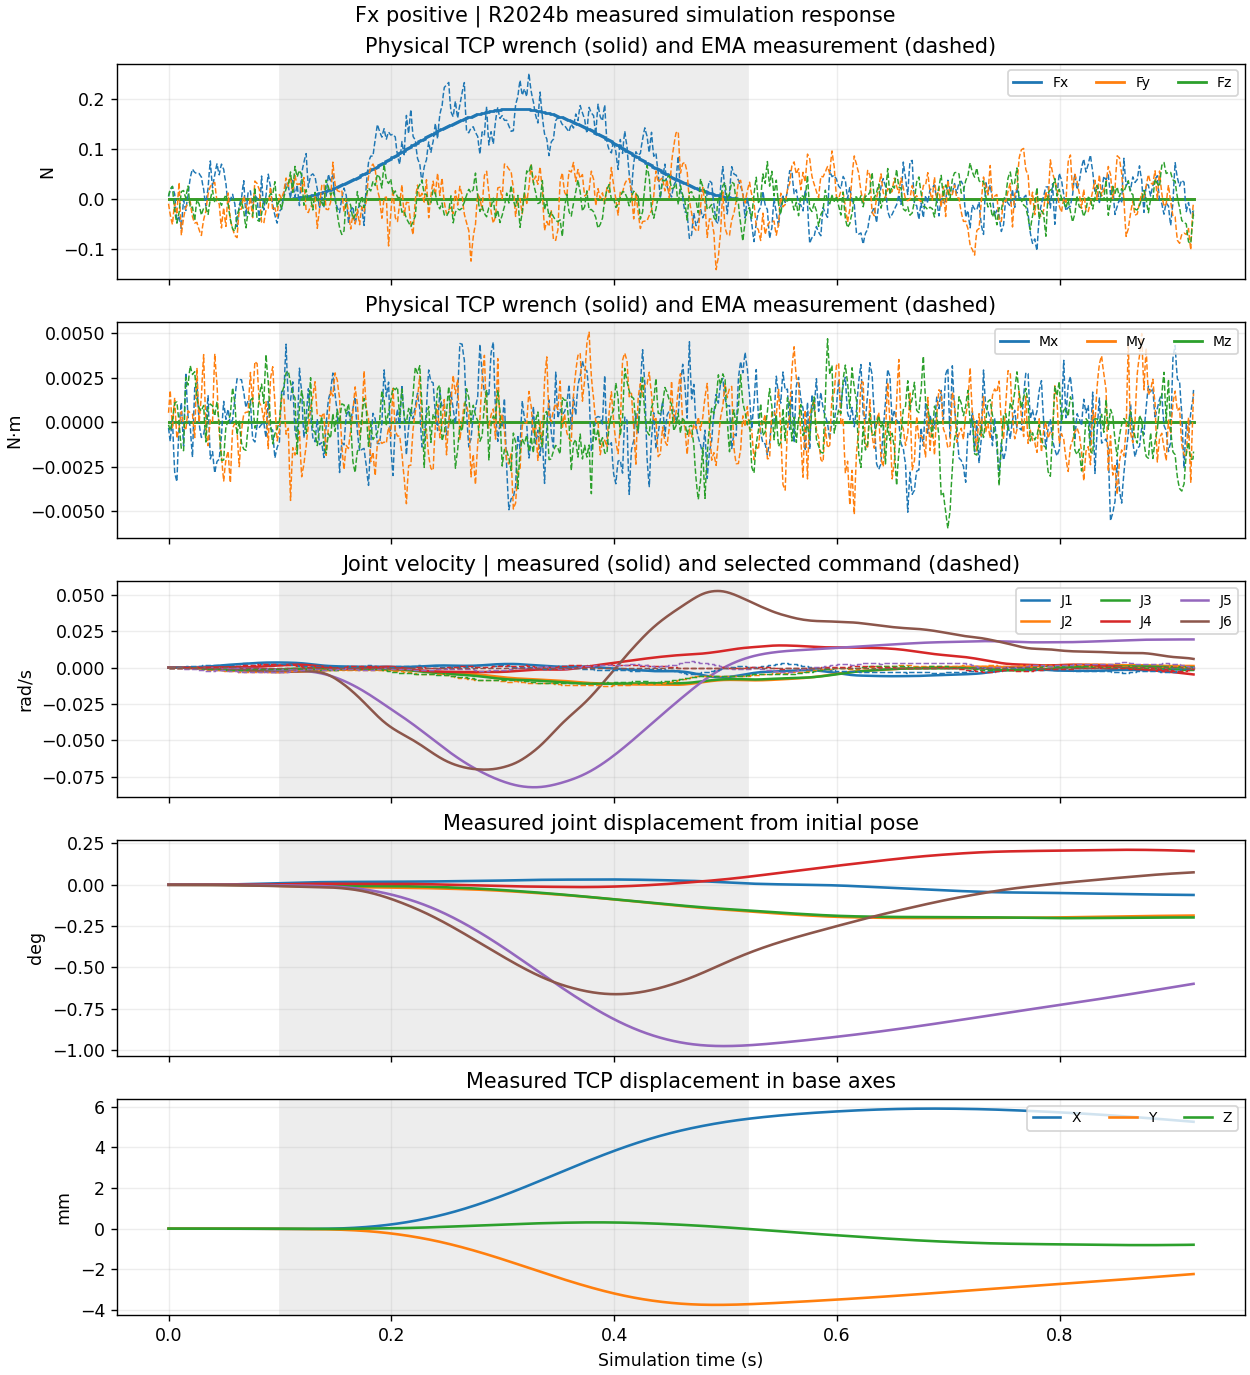 Fx positive | R2024b measured simulation response
Physical TCP wrench (solid) and EMA measurement (dashed)
Fx Fy Fz
0.2
0.1
0.0
−0.1
N
Physical TCP wrench (solid) and EMA measurement (dashed)
Mx My Mz
0.0050
0.0025
0.0000
−0.0025
−0.0050
N·m
Joint velocity | measured (solid) and selected command (dashed)
J1 J3 J5
J2 J4 J6
0.050
0.025
0.000
−0.025
−0.050
−0.075
rad/s
Measured joint displacement from initial pose
0.25
0.00
−0.25
−0.50
−0.75
−1.00
deg
Measured TCP displacement in base axes
X Y Z
6
4
2
0
−2
−4
mm
0.0 0.2 0.4 0.6 0.8
Simulation time (s)